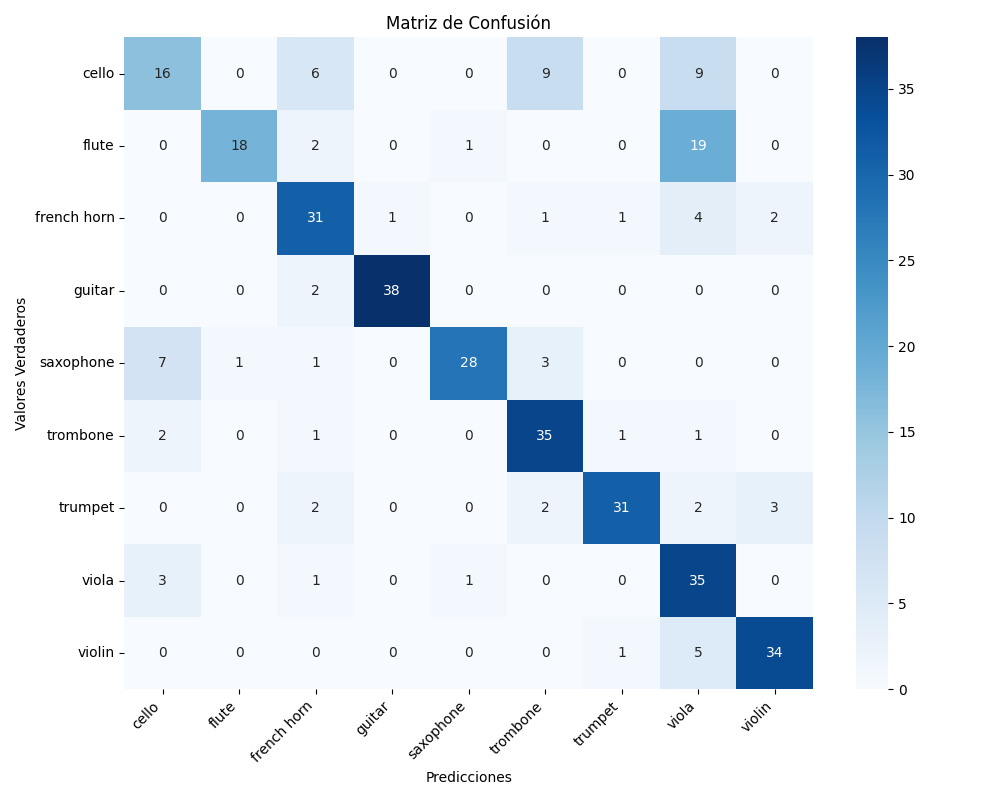 Matriz de Confusión
Valores Verdaderos
cello 16 0 6 0 0 9 0 9 0
flute 0 18 2 0 1 0 0 19 0
french horn 0 0 31 1 0 1 1 4 2
guitar 0 0 2 38 0 0 0 0 0
saxophone 7 1 1 0 28 3 0 0 0
trombone 2 0 1 0 0 35 1 1 0
trumpet 0 0 2 0 0 2 31 2 3
viola 3 0 1 0 1 0 0 35 0
violin 0 0 0 0 0 0 1 5 34
cello flute french horn guitar saxophone trombone trumpet viola violin
Predicciones
35
30
25
20
15
10
5
0